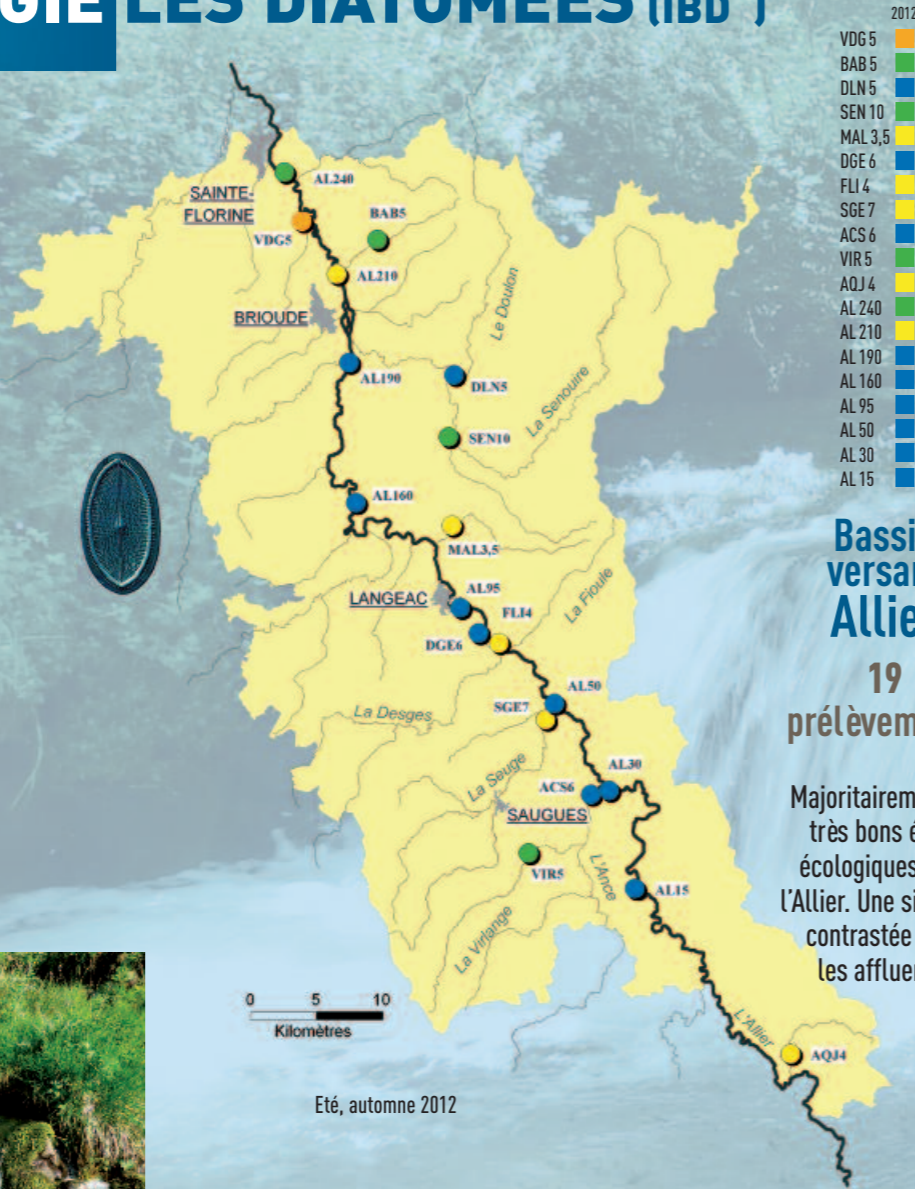 GIE LES DIATOMÉES (IBD )
2012
VDG 5
BAB 5
DLN 5
SEN 10
MAL 3,5
DGE 6
FLI 4
SGE 7
ACS 6
VIR 5
AQJ 4
AL 240
AL 210
AL 190
AL 160
AL 95
AL 50
AL 30
AL 15
AL240
SAINTE-
FLORINE
BAB5
VDG5
AL210
Le Doulon
BRIOUDE
AL190
DLN5
La Senouire
SEN10
AL160
MAL3,5
AL95
LANGEAC
FLI4
La Fioule
DGE6
AL50
SGE7
La Desges
La Seuge
AL30
ACS6
SAUGUES
VIR5
L'Ance
AL15
La Virlange
L'Allier
AQJ4
0 5 10
Kilomètres
Eté, automne 2012
Bassi
versa
Allie
19
prélèvem
Majoritairem
très bons é
écologiques
l'Allier. Une si
contrastée
les affluen